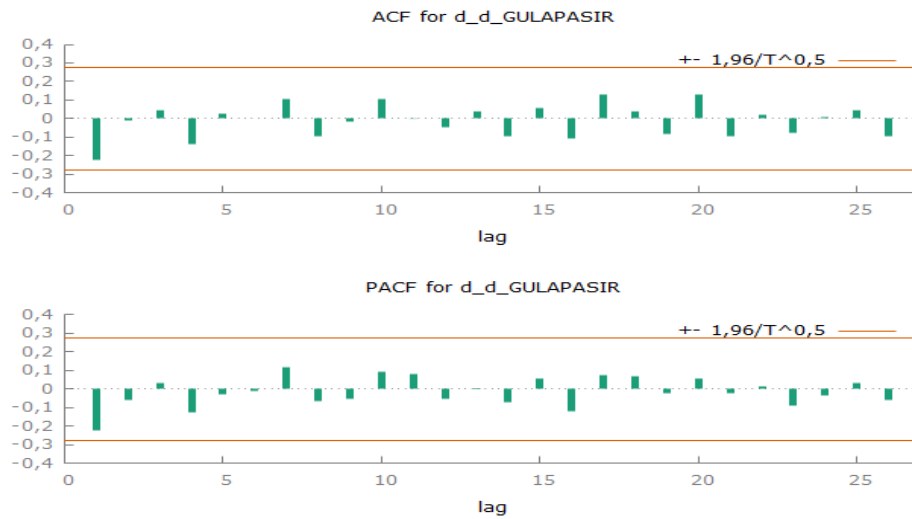 ACF for d_d_GULAPASIR
+- 1,96/T^0,5
0,4
0,3
0,2
0,1
0
-0,1
-0,2
-0,3
-0,4
0 5 10 15 20 25
lag
PACF for d_d_GULAPASIR
+- 1,96/T^0,5
0,4
0,3
0,2
0,1
0
-0,1
-0,2
-0,3
-0,4
0 5 10 15 20 25
lag